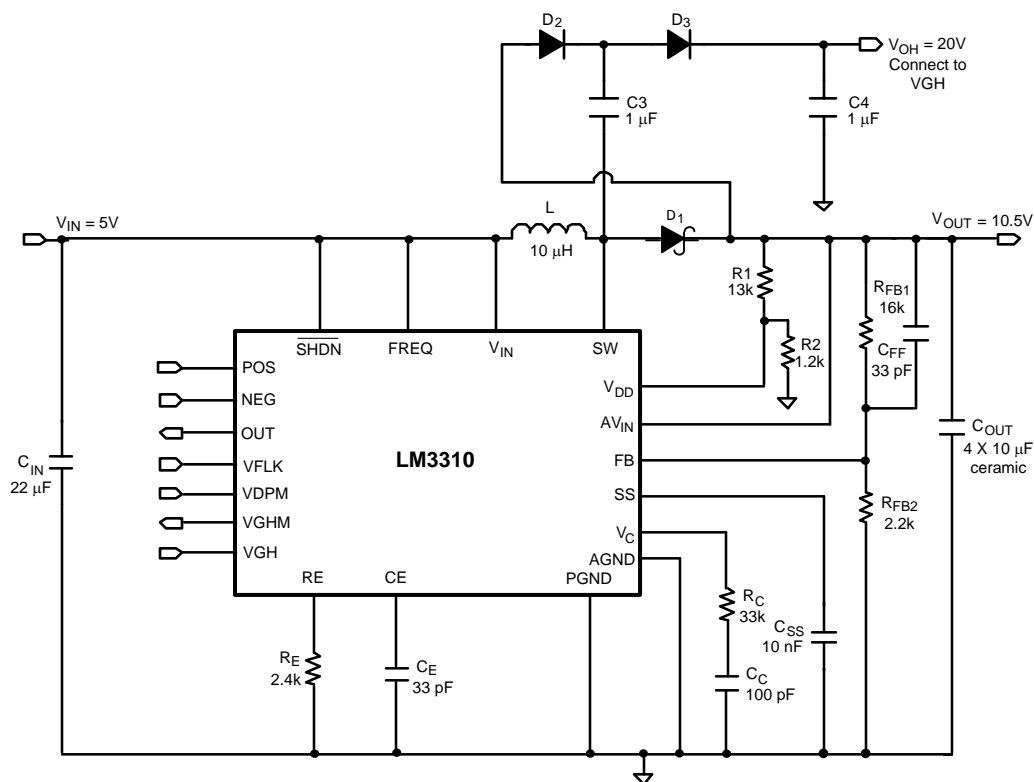 D2
D3
VOH = 20V
Connect to
VGH
C3
1 μF
C4
1 μF
VIN = 5V
L
10 μH
D1
VOUT = 10.5V
R1
13k
R2
1.2k
RFB1
16k
CFF
33 pF
SHDN
FREQ
VIN
SW
POS
NEG
OUT
VFLK
VDPM
VGHM
VGH
LM3310
VDD
AVIN
FB
SS
VC
AGND
RE
CE
PGND
CIN
22 μF
COUT
4 X 10 μF
ceramic
RFB2
2.2k
RE
2.4k
CE
33 pF
RC
33k
CC
100 pF
CSS
10 nF